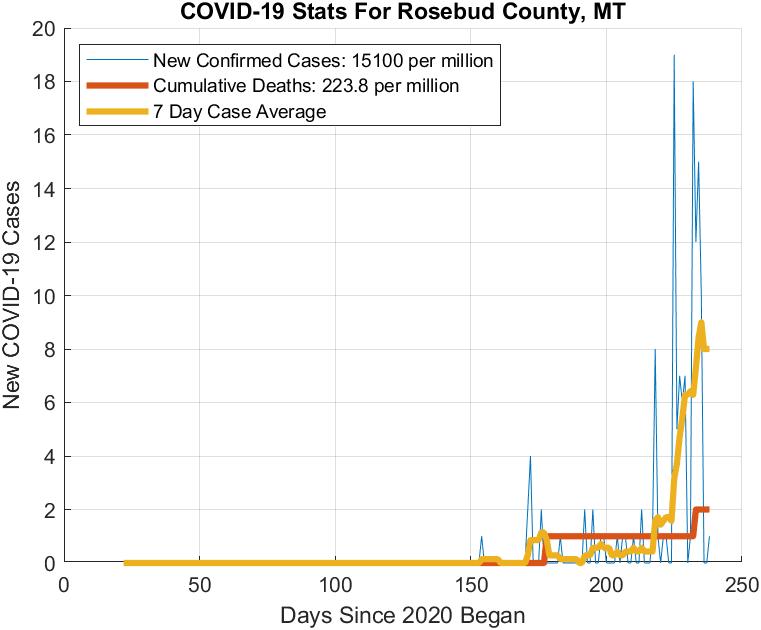 COVID-19 Stats For Rosebud County, MT
20
18
16
14
12
10
8
6
4
2
0
New COVID-19 Cases
New Confirmed Cases: 15100 per million
Cumulative Deaths: 223.8 per million
7 Day Case Average
0 50 100 150 200 250
Days Since 2020 Began